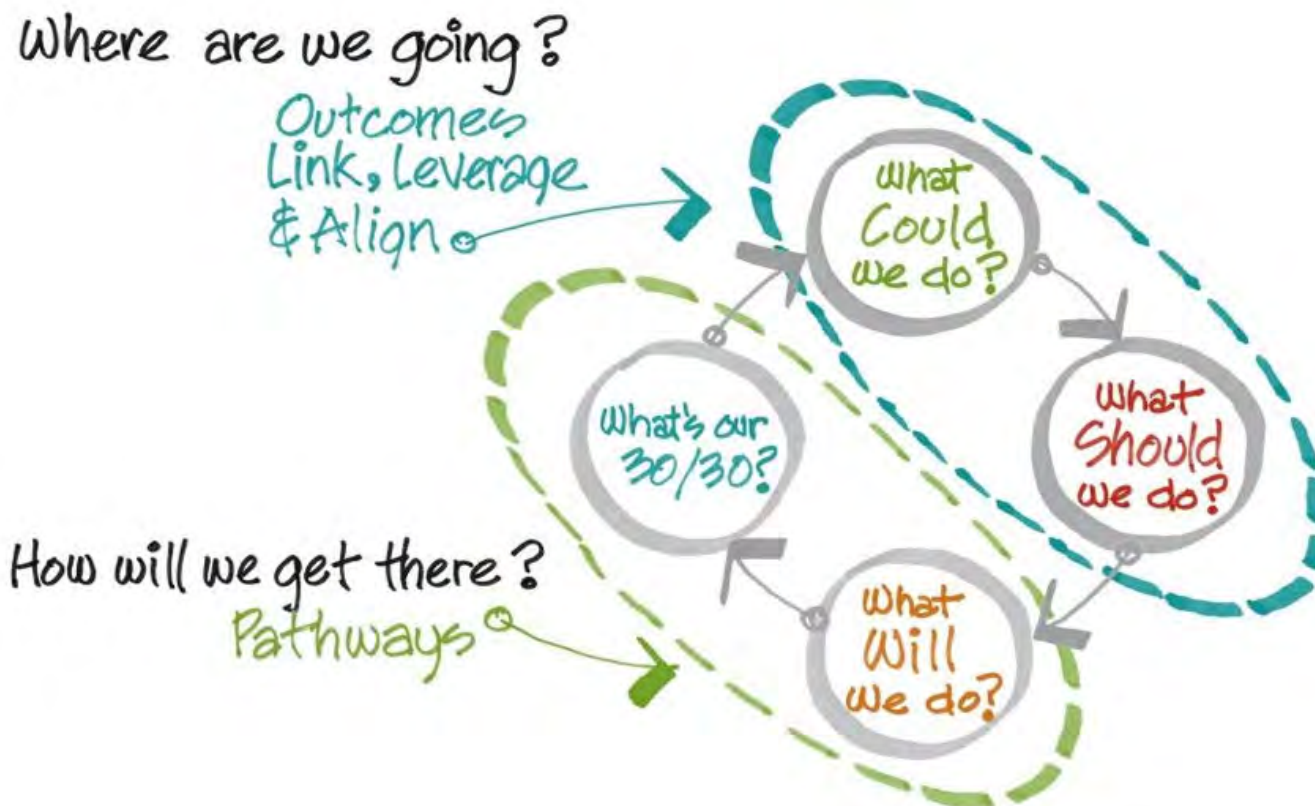 Where are we going?
Outcomes
Link, Leverage
& Align
What
Could
we do?
What
Should
we do?
What's our
30/30?
How will we get there?
Pathways
What
Will
We do?